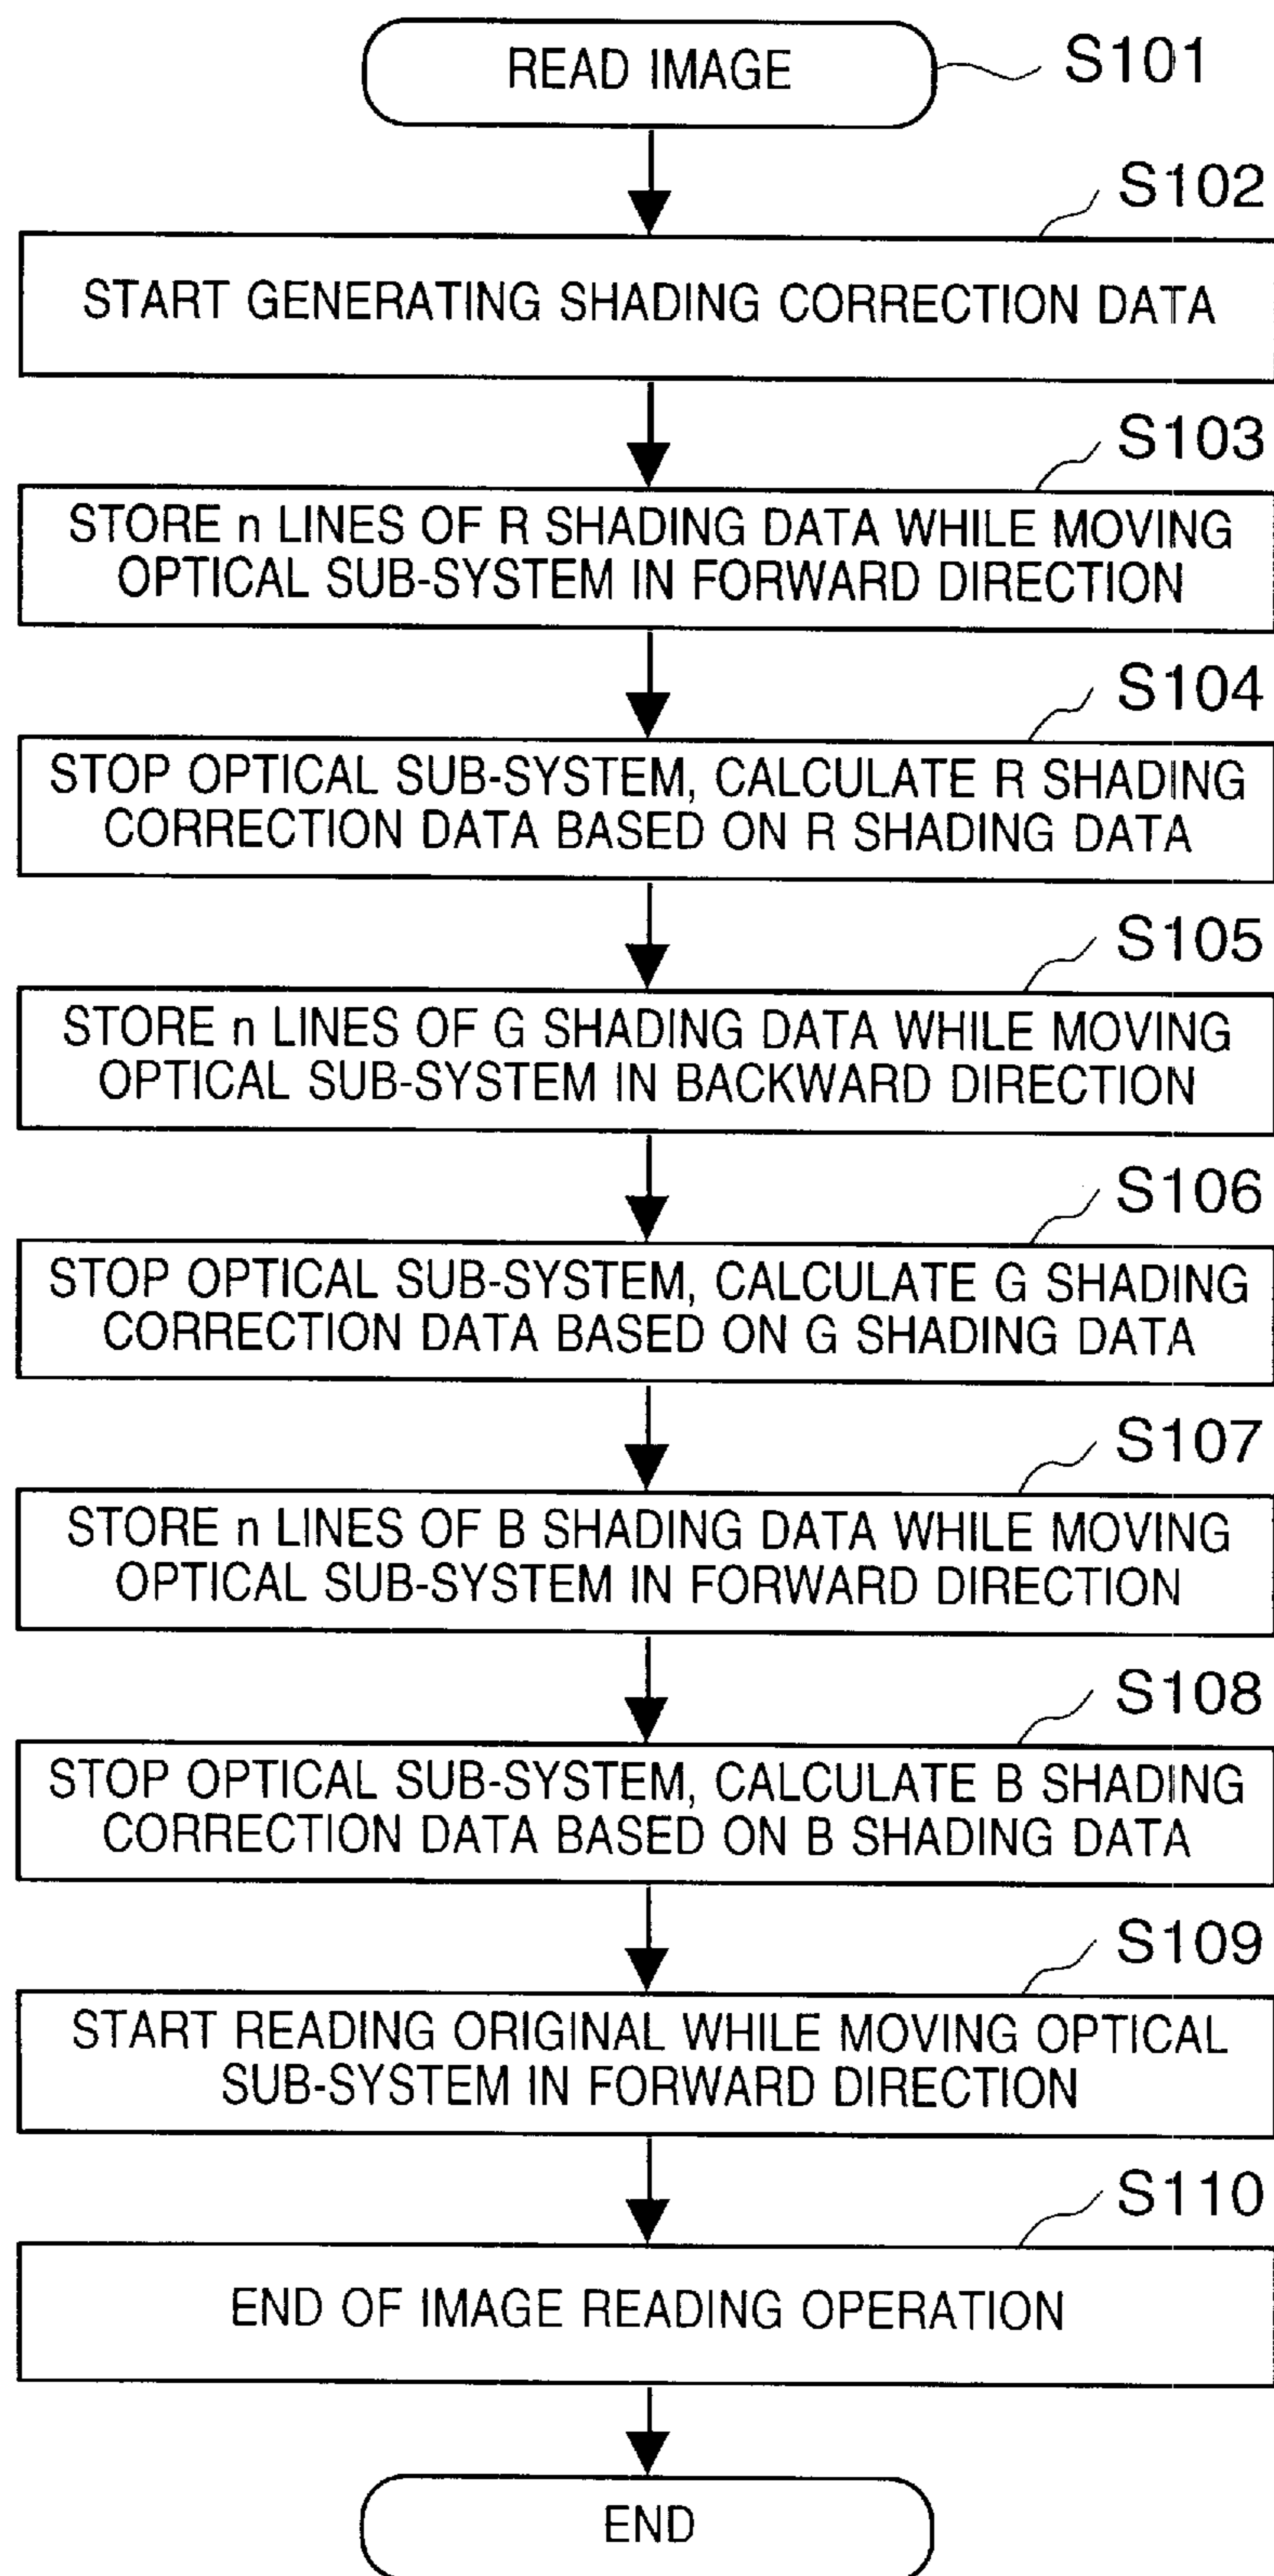 READ IMAGE
S101
S102
START GENERATING SHADING CORRECTION DATA
S103
STORE n LINES OF R SHADING DATA WHILE MOVING
OPTICAL SUB-SYSTEM IN FORWARD DIRECTION
S104
STOP OPTICAL SUB-SYSTEM, CALCULATE R SHADING
CORRECTION DATA BASED ON R SHADING DATA
S105
STORE n LINES OF G SHADING DATA WHILE MOVING
OPTICAL SUB-SYSTEM IN BACKWARD DIRECTION
S106
STOP OPTICAL SUB-SYSTEM, CALCULATE G SHADING
CORRECTION DATA BASED ON G SHADING DATA
S107
STORE n LINES OF B SHADING DATA WHILE MOVING
OPTICAL SUB-SYSTEM IN FORWARD DIRECTION
S108
STOP OPTICAL SUB-SYSTEM, CALCULATE B SHADING
CORRECTION DATA BASED ON B SHADING DATA
S109
START READING ORIGINAL WHILE MOVING OPTICAL
SUB-SYSTEM IN FORWARD DIRECTION
S110
END OF IMAGE READING OPERATION
END